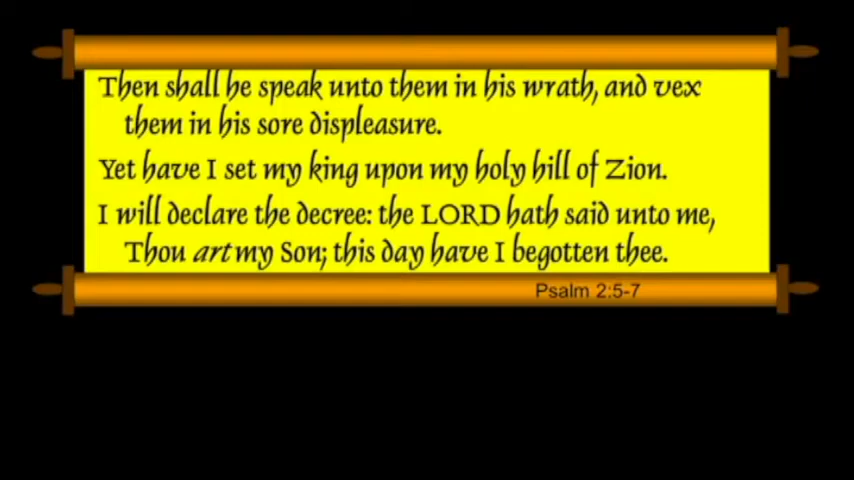 Then shall he speak unto them in his wrath, and vex
them in his sore displeasure.
Yet have I set my king upon my holy hill of Zion.
I will declare the decree: the LORD hath said unto me,
Thou art my Son; this day have I begotten thee.
Psalm 2:5-7